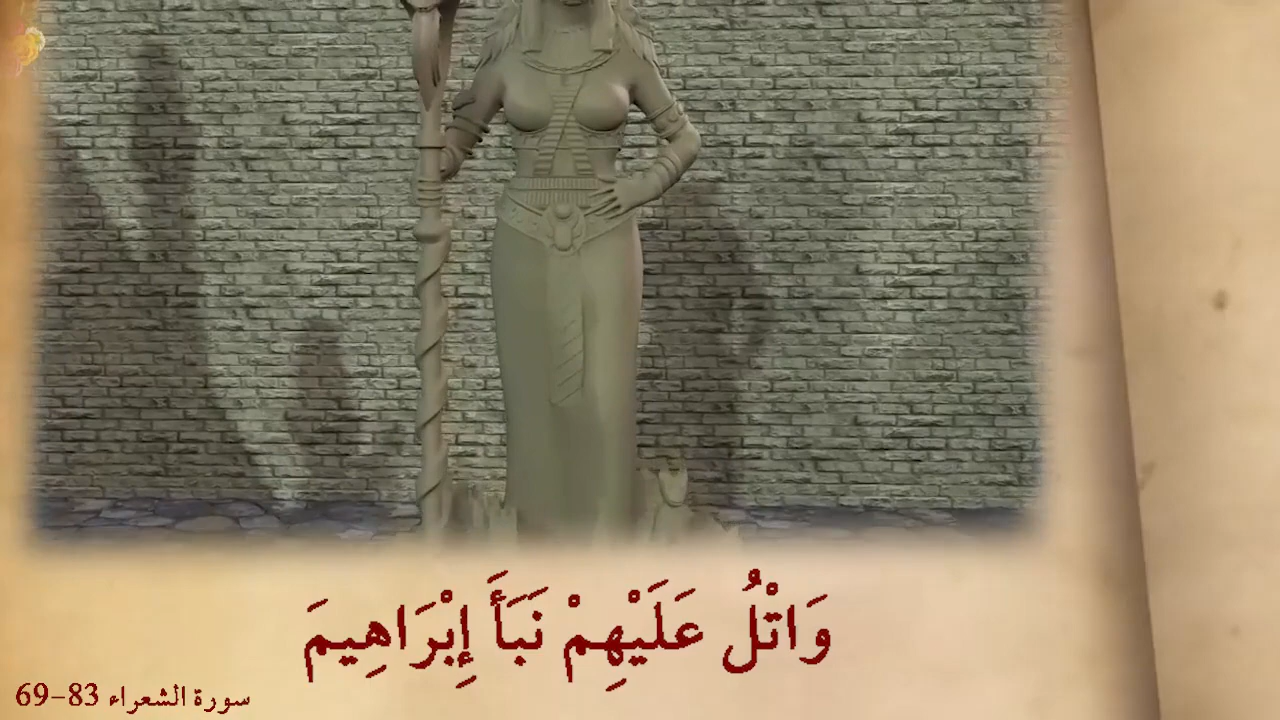 وَاتْلُ عَلَيْهِمْ نَبَأَ إِبْرَاهِيمَ
سورة الشعراء 83-69